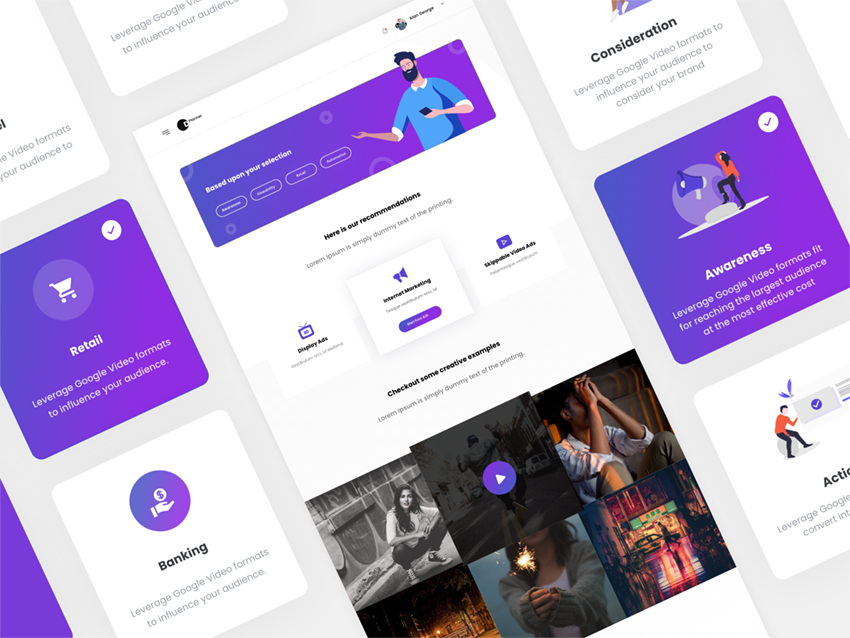 Leverage Google Video formats
to influence your audience.
Consideration
Leverage Google Video formats to
influence your audience to
consider your brand
Alan George
Planner
Based upon your selection
Awareness
Viewability
Retail
Automotive
Here is our recommendations
Lorem Ipsum is simply dummy text of the printing.
Skippable Video Ads
Internet Marketing
Display Ads
Checkout some creative examples
Lorem Ipsum is simply dummy text of the printing.
Video formats
audience to
Awareness
Leverage Google Video formats fit
for reaching the largest audience
at the most effective cost
Retail
Leverage Google Video formats
to influence your audience.
Banking
Leverage Google Video formats
to influence your audience.
Leverage Google